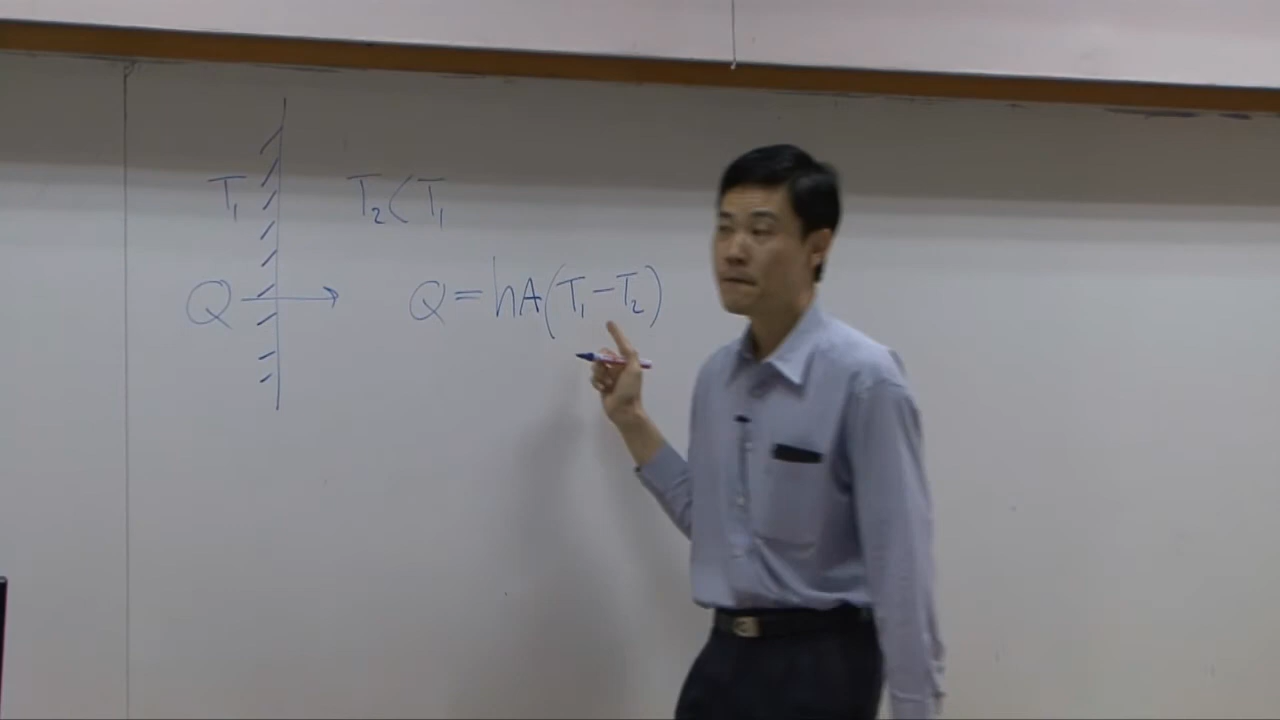 T₁ T₂⟨T₁
Q → Q=hA(T₁−T₂)